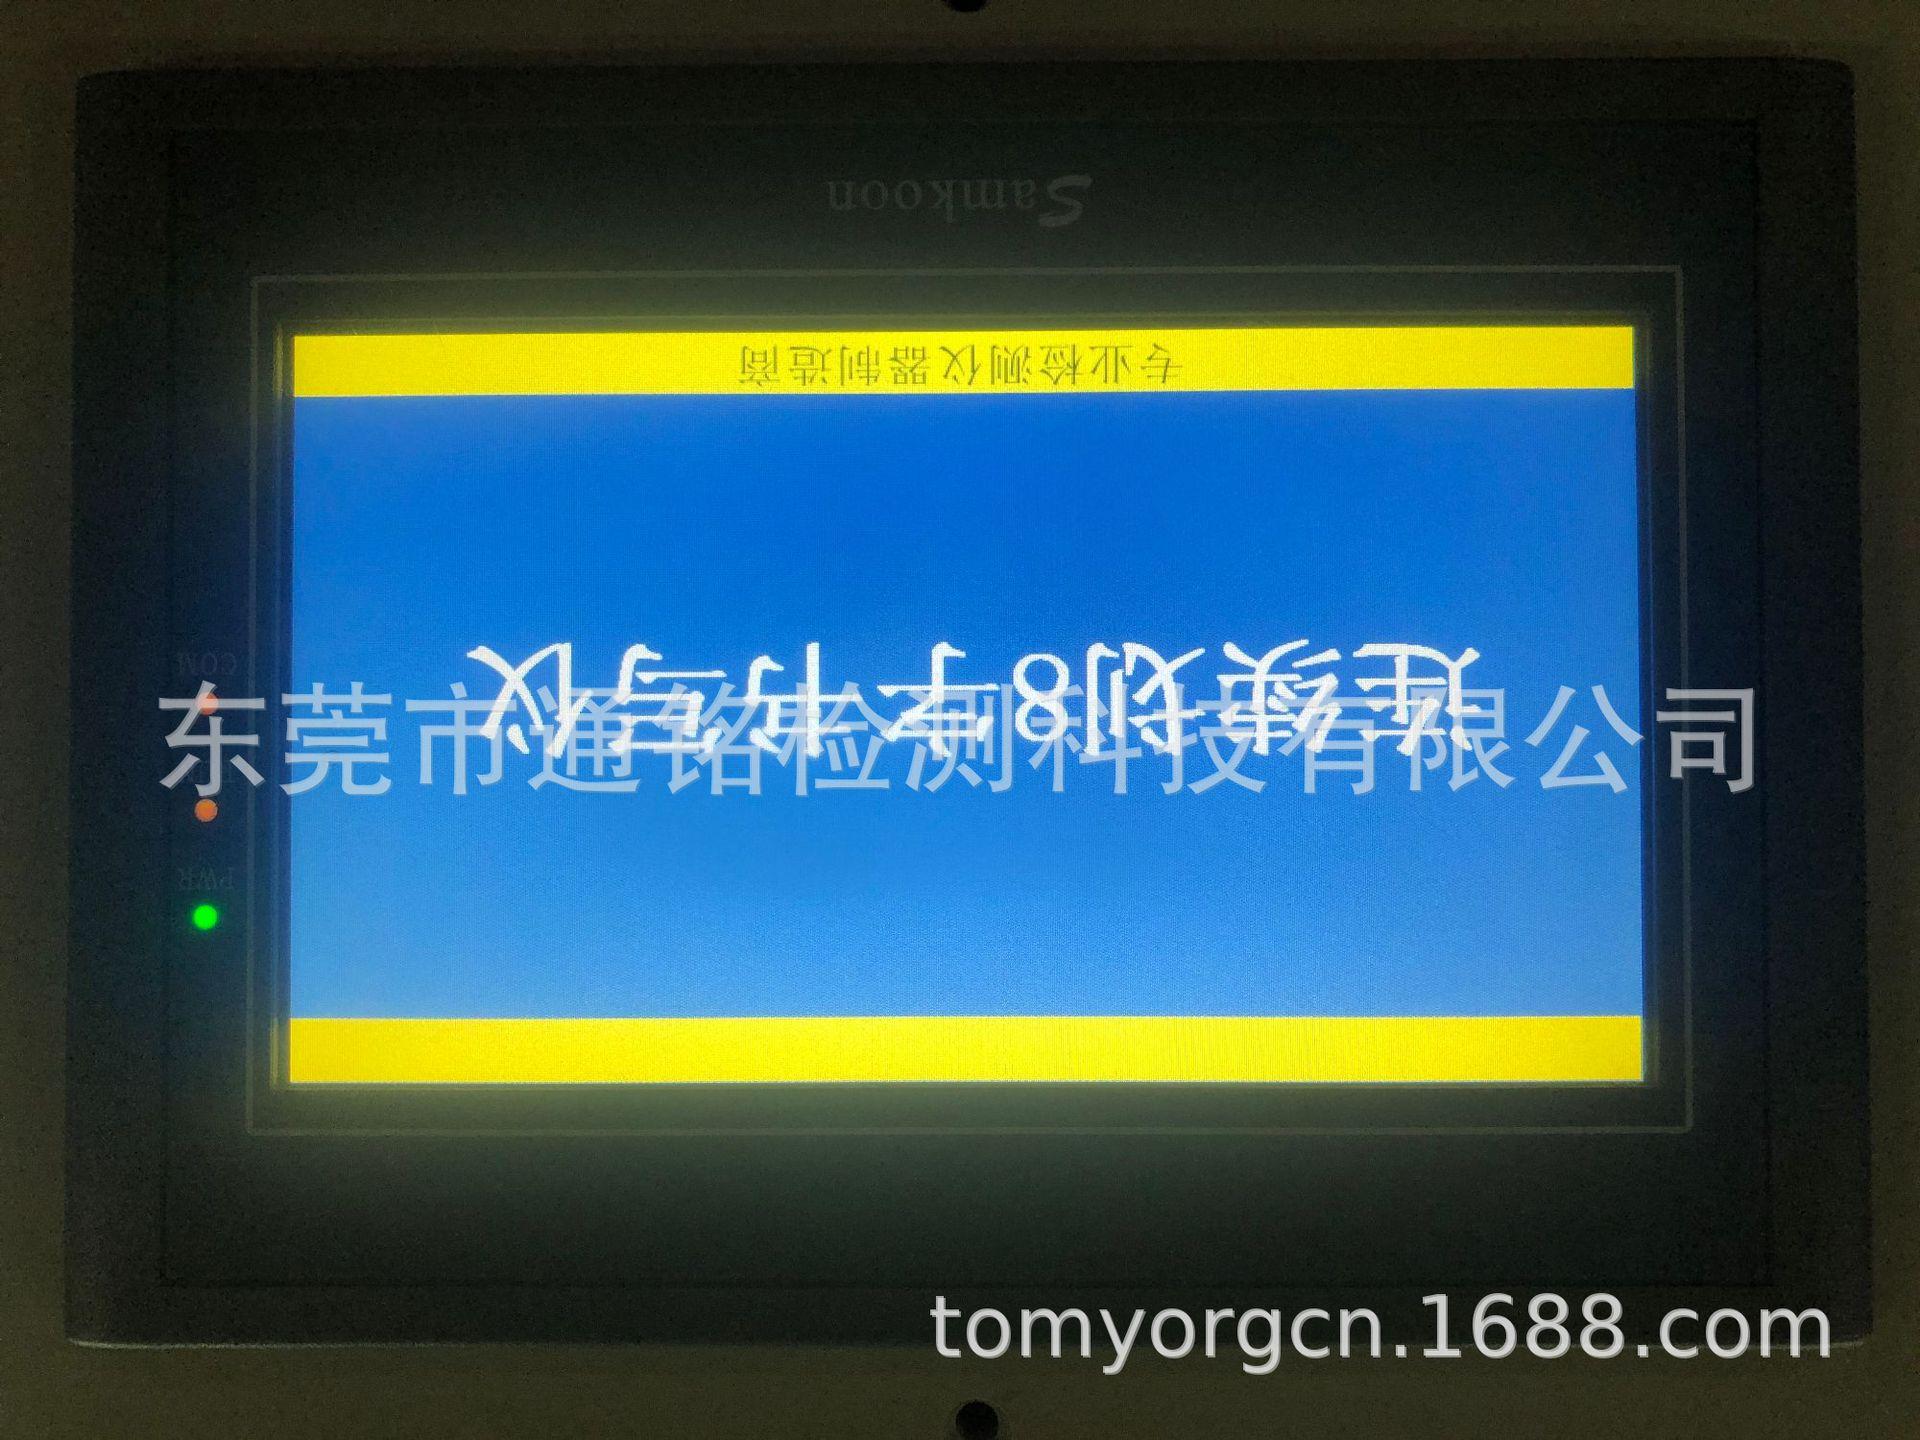 Samkoon
专业检测仪器制造商
连续划8字书写仪
COM
PWR
东莞市通铭检测科技有限公司
tomyorgcn.1688.com